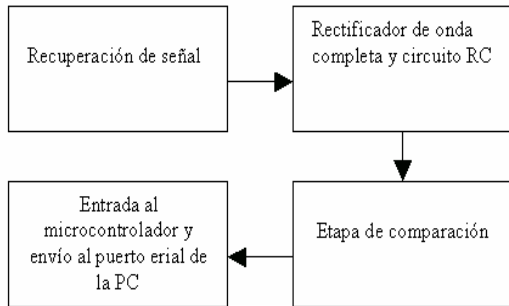 Recuperación de señal
Rectificador de onda
completa y circuito RC
Entrada al
microcontrolador y
envío al puerto erial de
la PC
Etapa de comparación